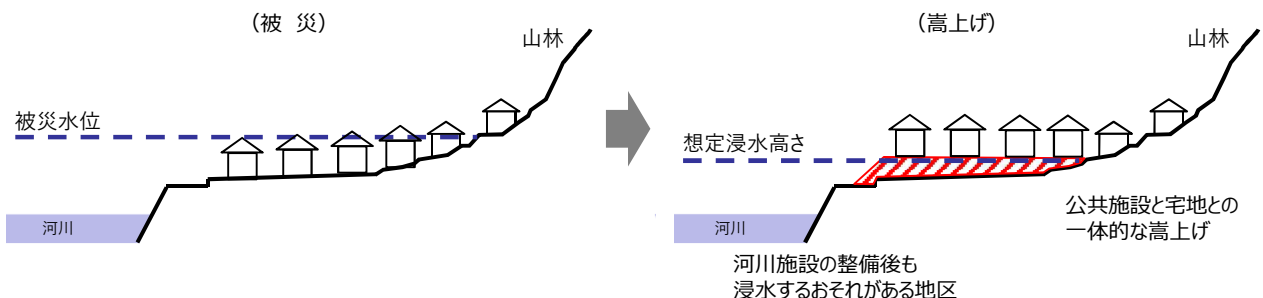 (被 災)
山林
被災水位
河川
(嵩上げ)
山林
想定浸水高さ
河川
公共施設と宅地との
一体的な嵩上げ
河川施設の整備後も
浸水するおそれがある地区